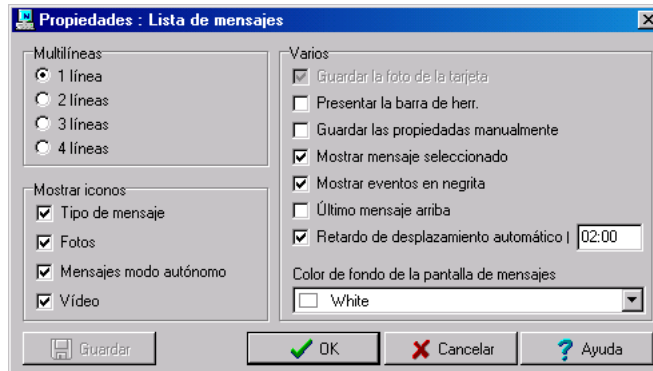 Propiedades : Lista de mensajes
Multilíneas
1 línea
2 líneas
3 líneas
4 líneas
Mostrar iconos
Tipo de mensaje
Fotos
Mensajes modo autónomo
Vídeo
Varios
Guardar la foto de la tarjeta
Presentar la barra de herr.
Guardar las propiedadas manualmente
Mostrar mensaje seleccionado
Mostrar eventos en negrita
Último mensaje arriba
Retardo de desplazamiento automático | 02:00
Color de fondo de la pantalla de mensajes
White
Guardar
OK
Cancelar
Ayuda